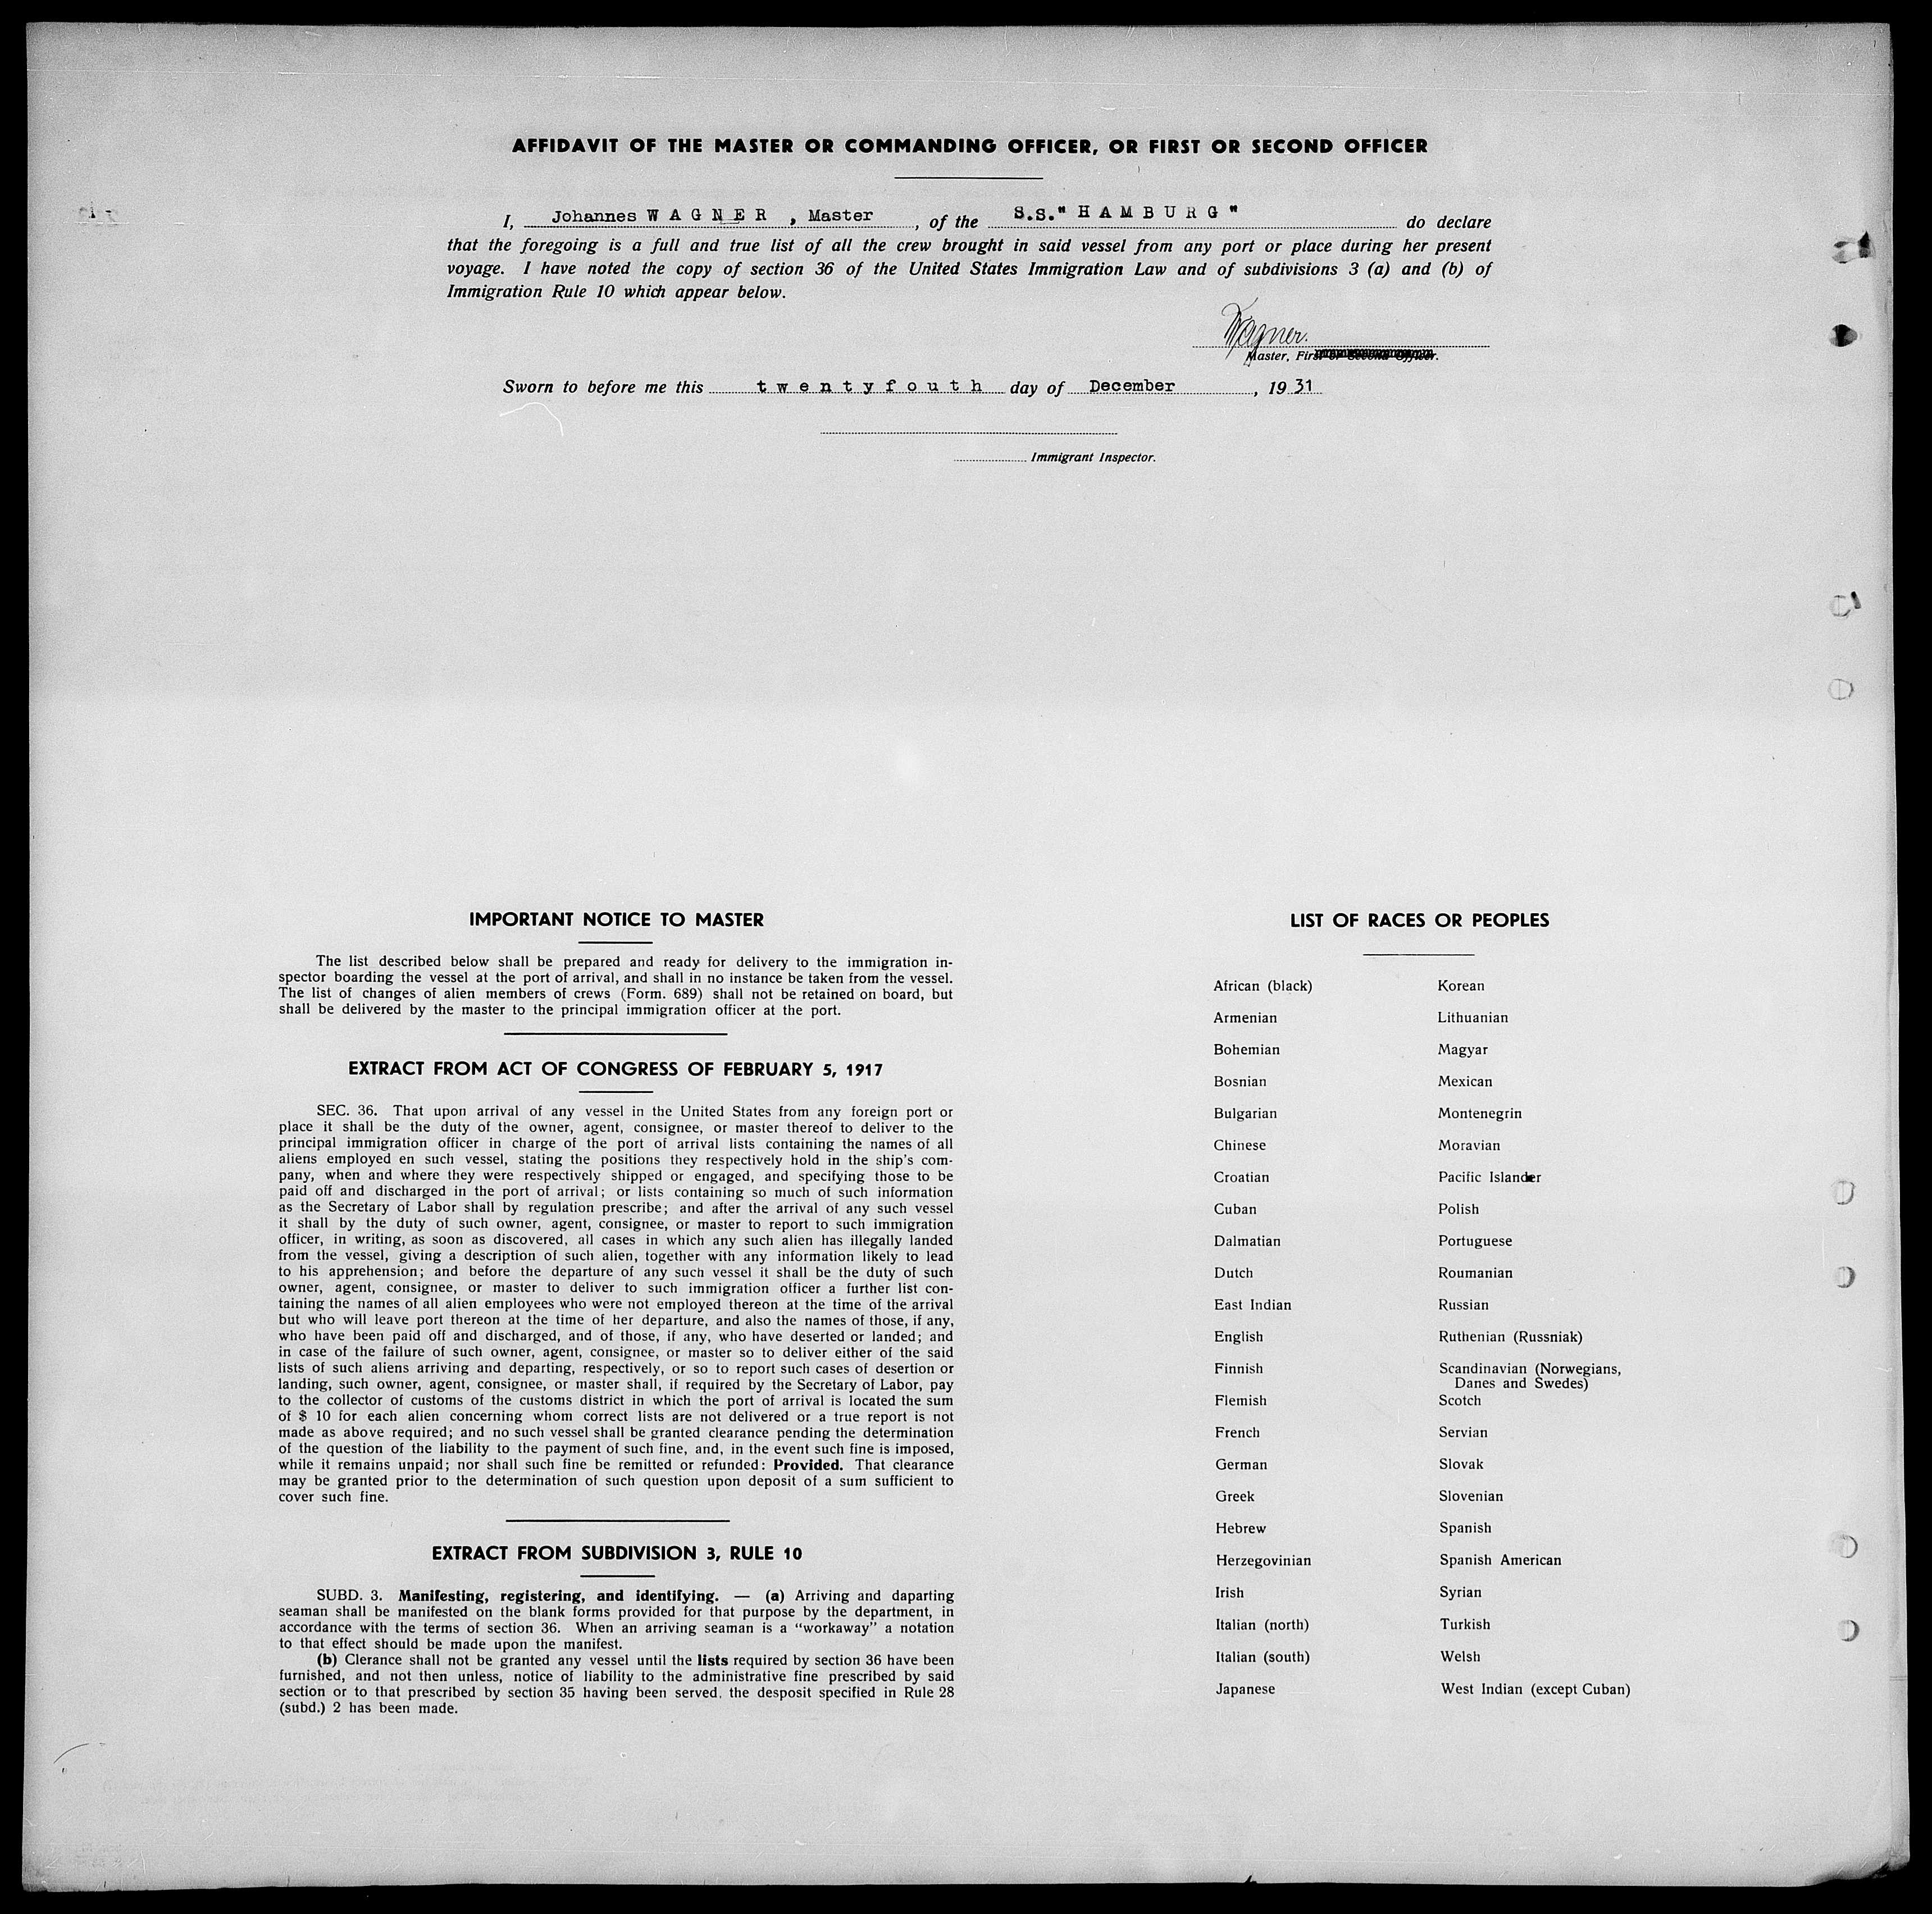 AFFIDAVIT OF THE MASTER OR COMMANDING OFFICER, OR FIRST OR SECOND OFFICER
I, Johannes W A G N E R , Master , of the S.S." H A M B U R G " do declare
that the foregoing is a full and true list of all the crew brought in said vessel from any port or place during her present
voyage. I have noted the copy of section 36 of the United States Immigration Law and of subdivisions 3 (a) and (b) of
Immigration Rule 10 which appear below.
Wagner.
Master, First or Second Officer.
Sworn to before me this t w e n t y f o u t h day of December , 19 31
Immigrant Inspector.
IMPORTANT NOTICE TO MASTER
The list described below shall be prepared and ready for delivery to the immigration in-
spector boarding the vessel at the port of arrival, and shall in no instance be taken from the vessel.
The list of changes of alien members of crews (Form. 689) shall not be retained on board, but
shall be delivered by the master to the principal immigration officer at the port.
EXTRACT FROM ACT OF CONGRESS OF FEBRUARY 5, 1917
SEC. 36. That upon arrival of any vessel in the United States from any foreign port or
place it shall be the duty of the owner, agent, consignee, or master thereof to deliver to the
principal immigration officer in charge of the port of arrival lists containing the names of all
aliens employed en such vessel, stating the positions they respectively hold in the ship's com-
pany, when and where they were respectively shipped or engaged, and specifying those to be
paid off and discharged in the port of arrival; or lists containing so much of such information
as the Secretary of Labor shall by regulation prescribe; and after the arrival of any such vessel
it shall by the duty of such owner, agent, consignee, or master to report to such immigration
officer, in writing, as soon as discovered, all cases in which any such alien has illegally landed
from the vessel, giving a description of such alien, together with any information likely to lead
to his apprehension; and before the departure of any such vessel it shall be the duty of such
owner, agent, consignee, or master to deliver to such immigration officer a further list con-
taining the names of all alien employees who were not employed thereon at the time of the arrival
but who will leave port thereon at the time of her departure, and also the names of those, if any,
who have been paid off and discharged, and of those, if any, who have deserted or landed; and
in case of the failure of such owner, agent, consignee, or master so to deliver either of the said
lists of such aliens arriving and departing, respectively, or so to report such cases of desertion or
landing, such owner, agent, consignee, or master shall, if required by the Secretary of Labor, pay
to the collector of customs of the customs district in which the port of arrival is located the sum
of $ 10 for each alien concerning whom correct lists are not delivered or a true report is not
made as above required; and no such vessel shall be granted clearance pending the determination
of the question of the liability to the payment of such fine, and, in the event such fine is imposed,
while it remains unpaid; nor shall such fine be remitted or refunded: Provided. That clearance
may be granted prior to the determination of such question upon deposit of a sum sufficient to
cover such fine.
EXTRACT FROM SUBDIVISION 3, RULE 10
SUBD. 3. Manifesting, registering, and identifying. — (a) Arriving and daparting
seaman shall be manifested on the blank forms provided for that purpose by the department, in
accordance with the terms of section 36. When an arriving seaman is a "workaway" a notation
to that effect should be made upon the manifest.
(b) Clerance shall not be granted any vessel until the lists required by section 36 have been
furnished, and not then unless, notice of liability to the administrative fine prescribed by said
section or to that prescribed by section 35 having been served, the desposit specified in Rule 28
(subd.) 2 has been made.
LIST OF RACES OR PEOPLES
African (black)
Armenian
Bohemian
Bosnian
Bulgarian
Chinese
Croatian
Cuban
Dalmatian
Dutch
East Indian
English
Finnish
Flemish
French
German
Greek
Hebrew
Herzegovinian
Irish
Italian (north)
Italian (south)
Japanese
Korean
Lithuanian
Magyar
Mexican
Montenegrin
Moravian
Pacific Islander
Polish
Portuguese
Roumanian
Russian
Ruthenian (Russniak)
Scandinavian (Norwegians,
Danes and Swedes)
Scotch
Servian
Slovak
Slovenian
Spanish
Spanish American
Syrian
Turkish
Welsh
West Indian (except Cuban)